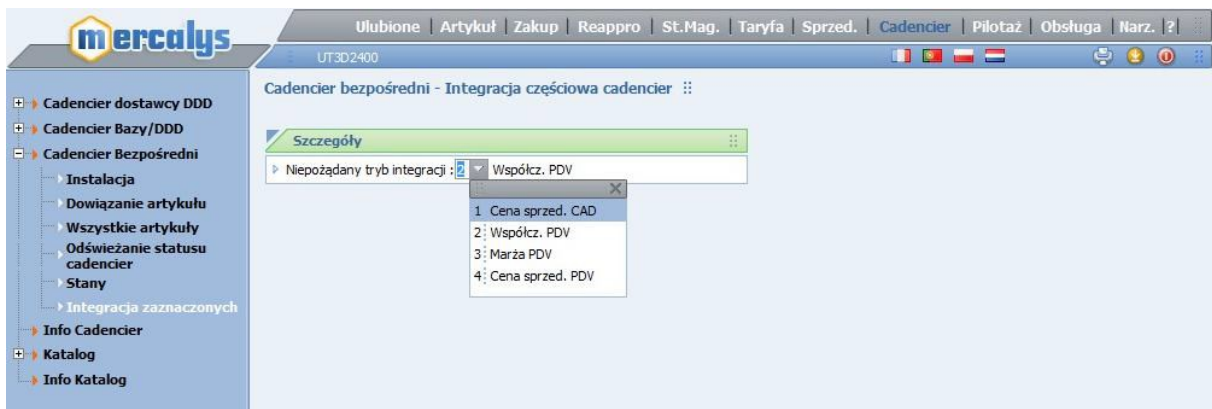 mercalys
Ulubione | Artykuł | Zakup | Reappro | St.Mag. | Taryfa | Sprzed. | Cadencier | Pilotaż | Obsługa | Narz. |?|
UT3D2400
Cadencier dostawcy DDD
Cadencier Bazy/DDD
Cadencier Bezpośredni
Instalacja
Dowiązanie artykułu
Wszystkie artykuły
Odświeżanie statusu
cadencier
Stany
Integracja zaznaczonych
Info Cadencier
Katalog
Info Katalog
Cadencier bezpośredni - Integracja częściowa cadencier
Szczegóły
Niepożądany tryb integracji : 2 Współcz. PDV
1 Cena sprzed. CAD
2 Współcz. PDV
3 Marża PDV
4 Cena sprzed. PDV